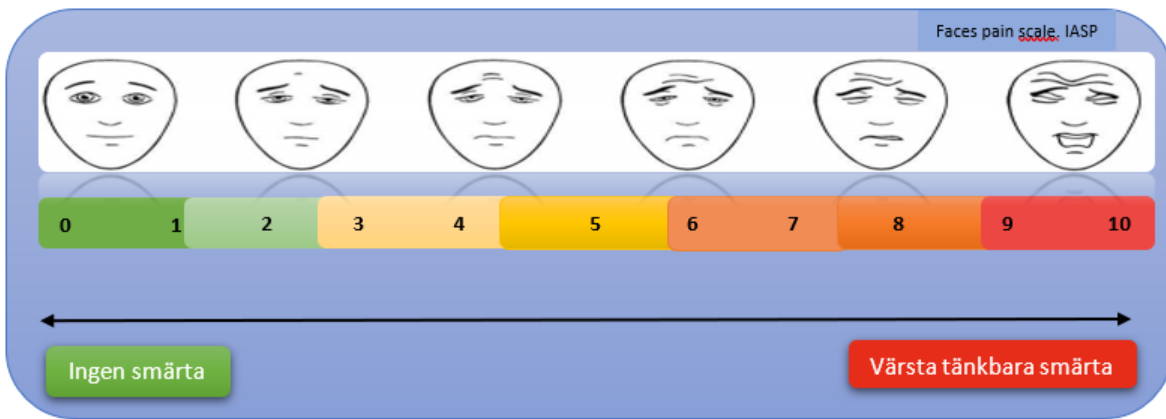 Faces pain scale. IASP
0 1 2 3 4 5 6 7 8 9 10
Ingen smärta
Värsta tänkbara smärta